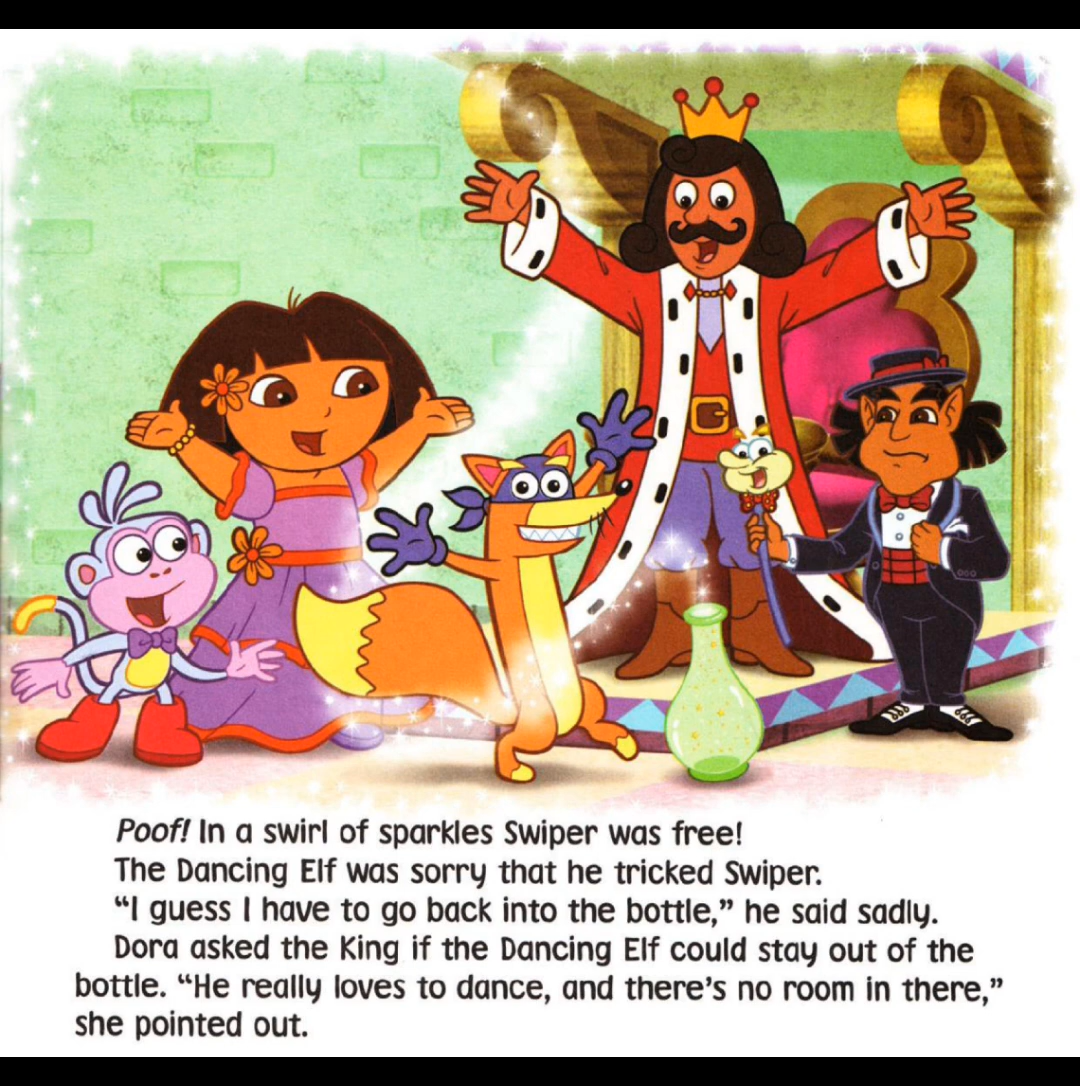 Poof! In a swirl of sparkles Swiper was free!
The Dancing Elf was sorry that he tricked Swiper.
“I guess I have to go back into the bottle,” he said sadly.
Dora asked the King if the Dancing Elf could stay out of the
bottle. “He really loves to dance, and there’s no room in there,”
she pointed out.